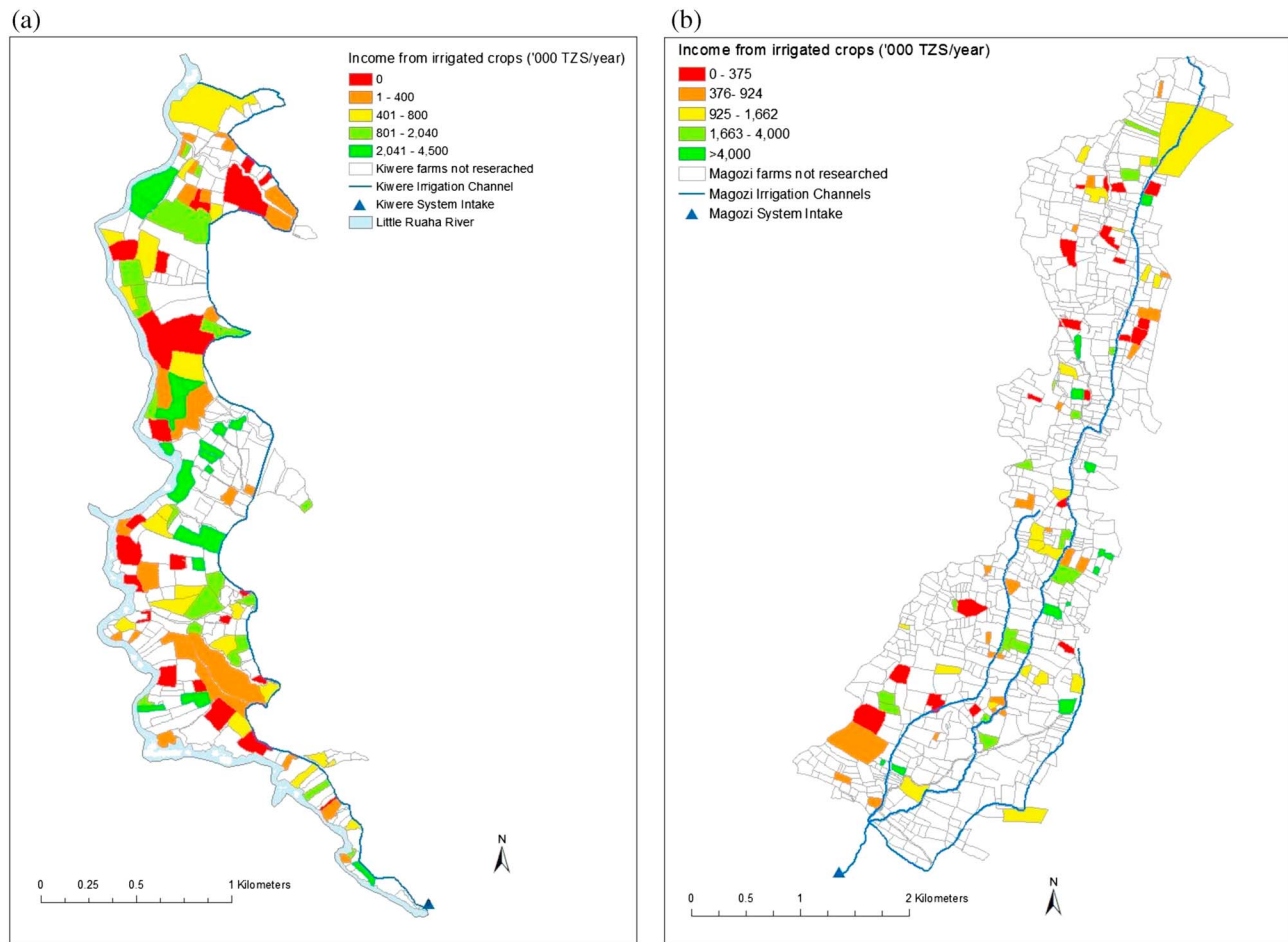 (a)
Income from irrigated crops ('000 TZS/year)
0
1 - 400
401 - 800
801 - 2,040
2,041 - 4,500
Kiwere farms not reserached
Kiwere Irrigation Channel
Kiwere System Intake
Little Ruaha River
N
0 0.25 0.5 1 Kilometers
(b)
Income from irrigated crops ('000 TZS/year)
0 - 375
376- 924
925 - 1,662
1,663 - 4,000
>4,000
Magozi farms not researched
Magozi Irrigation Channels
Magozi System Intake
N
0 0.5 1 2 Kilometers